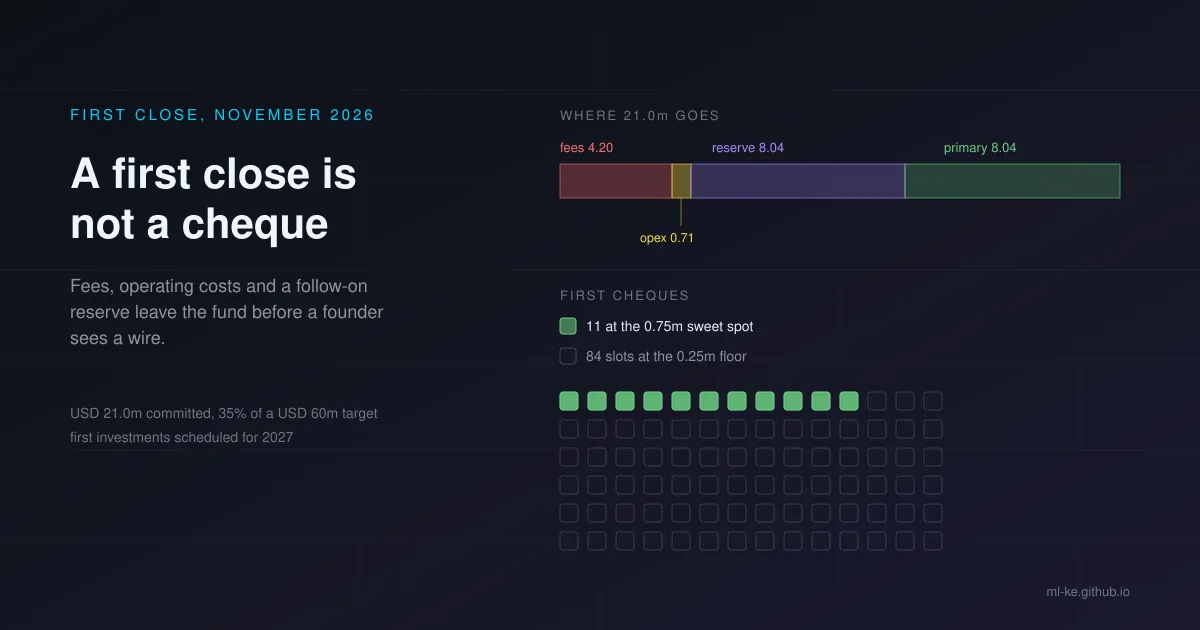 FIRST CLOSE, NOVEMBER 2026
A first close is
not a cheque
Fees, operating costs and a follow-on
reserve leave the fund before a founder
sees a wire.
USD 21.0m committed, 35% of a USD 60m target
first investments scheduled for 2027
WHERE 21.0m GOES
fees 4.20
reserve 8.04
primary 8.04
opex 0.71
FIRST CHEQUES
11 at the 0.75m sweet spot
84 slots at the 0.25m floor
ml-ke.github.io